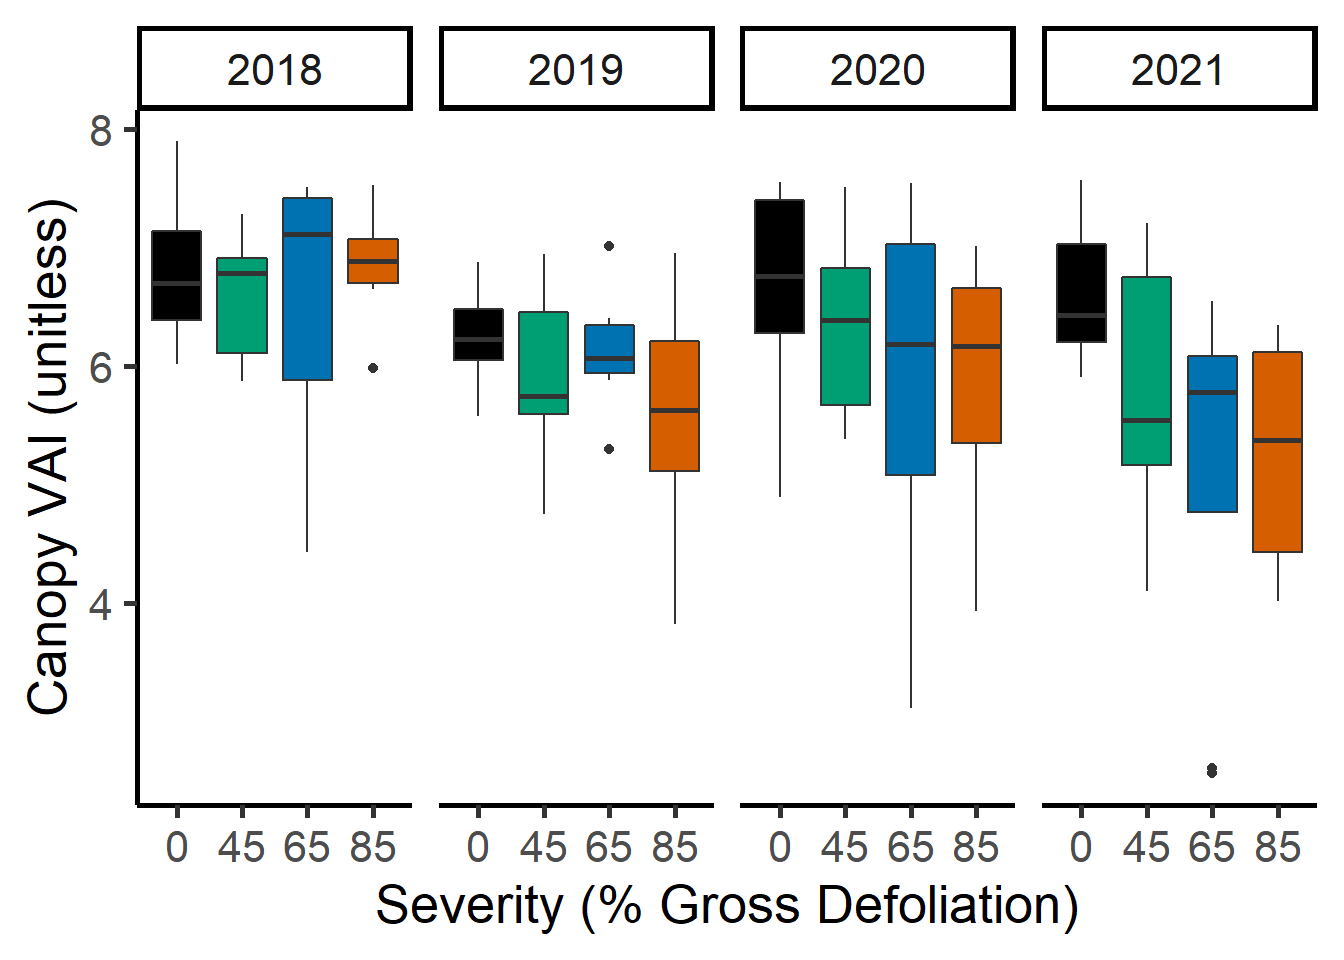 2018 2019 2020 2021
8
6
4
Canopy VAI (unitless)
0 45 65 85 0 45 65 85 0 45 65 85 0 45 65 85
Severity (% Gross Defoliation)